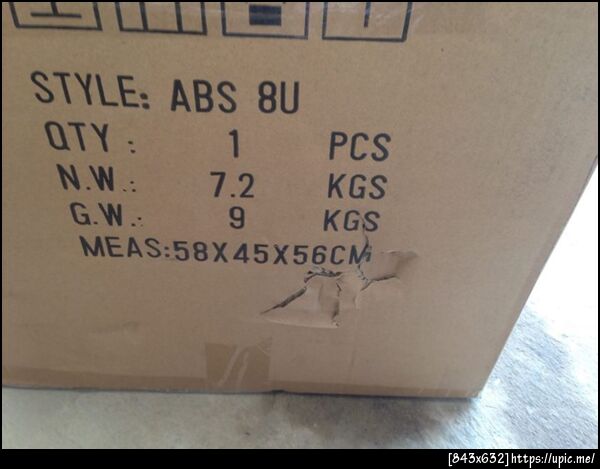 STYLE: ABS 8U
QTY : 1 PCS
N.W.: 7.2 KGS
G.W.: 9 KGS
MEAS:58X45X56CM
[843x632]https://upic.me/